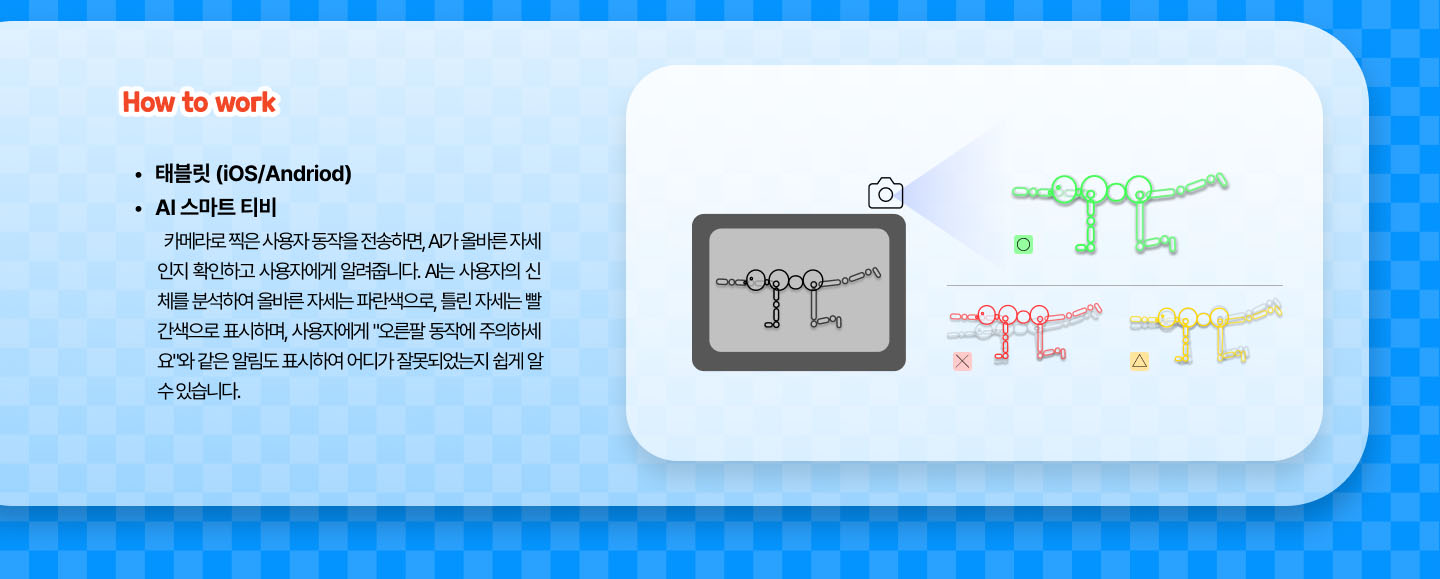 How to work
• 태블릿 (iOS/Andriod)
• AI 스마트 티비
카메라로 찍은 사용자 동작을 전송하면, AI가 올바른 자세
인지 확인하고 사용자에게 알려줍니다. AI는 사용자의 신
체를 분석하여 올바른 자세는 파란색으로, 틀린 자세는 빨
간색으로 표시하며, 사용자에게 "오른팔 동작에 주의하세
요"와 같은 알림도 표시하여 어디가 잘못되었는지 쉽게 알
수 있습니다.